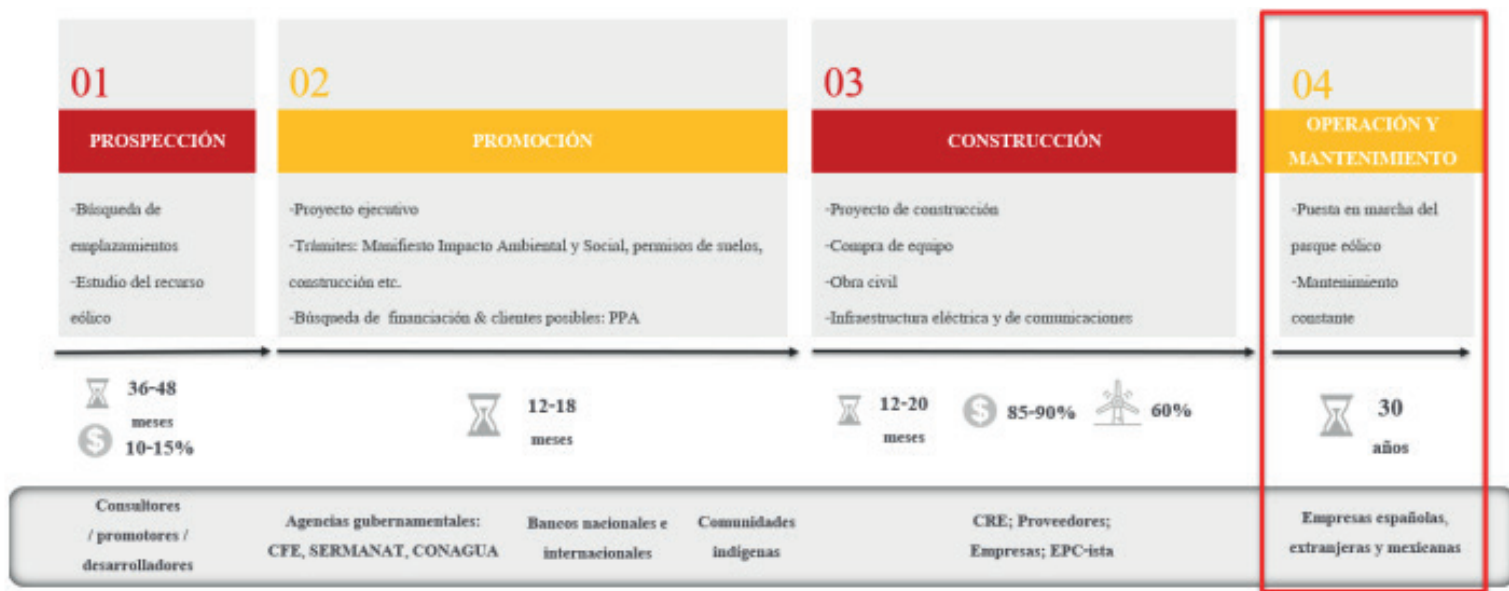 01
PROSPECCIÓN
-Búsqueda de
emplazamientos
-Estudio del recurso
eólico
36-48
meses
10-15%
02
PROMOCIÓN
-Proyecto ejecutivo
-Trámites: Manifiesto Impacto Ambiental y Social, permisos de suelos,
construcción etc.
-Búsqueda de financiación & clientes posibles: PPA
12-18
meses
03
CONSTRUCCIÓN
-Proyecto de construcción
-Compra de equipo
-Obra civil
-Infraestructura eléctrica y de comunicaciones
12-20
meses
$ 85-90%
60%
04
OPERACIÓN Y
MANTENIMIENTO
-Puesta en marcha del
parque eólico
-Mantenimiento
constante
30
años
Consultores
/ promotores /
desarrolladores
Agencias gubernamentales:
CFE, SERMANAT, CONAGUA
Bancos nacionales e
internacionales
Comunidades
indígenas
CRE; Proveedores;
Empresas; EPC-ista
Empresas españolas,
extranjeras y mexicanas